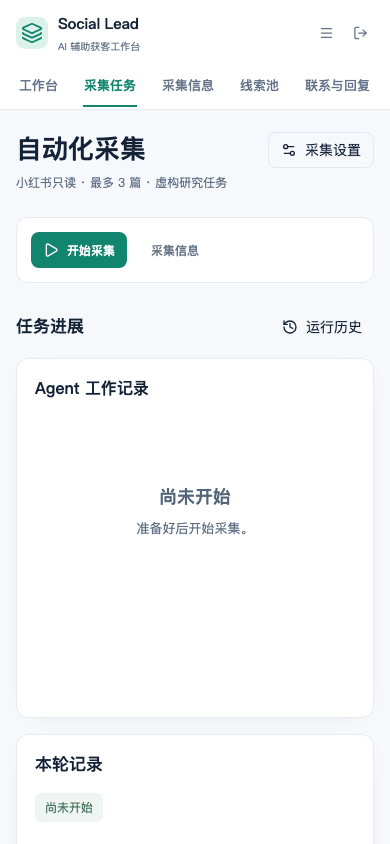 Social Lead
AI 辅助获客工作台
工作台
采集任务
采集信息
线索池
联系与回复
自动化采集
采集设置
小红书只读 · 最多 3 篇 · 虚构研究任务
开始采集
采集信息
任务进展
运行历史
Agent 工作记录
尚未开始
准备好后开始采集。
本轮记录
尚未开始